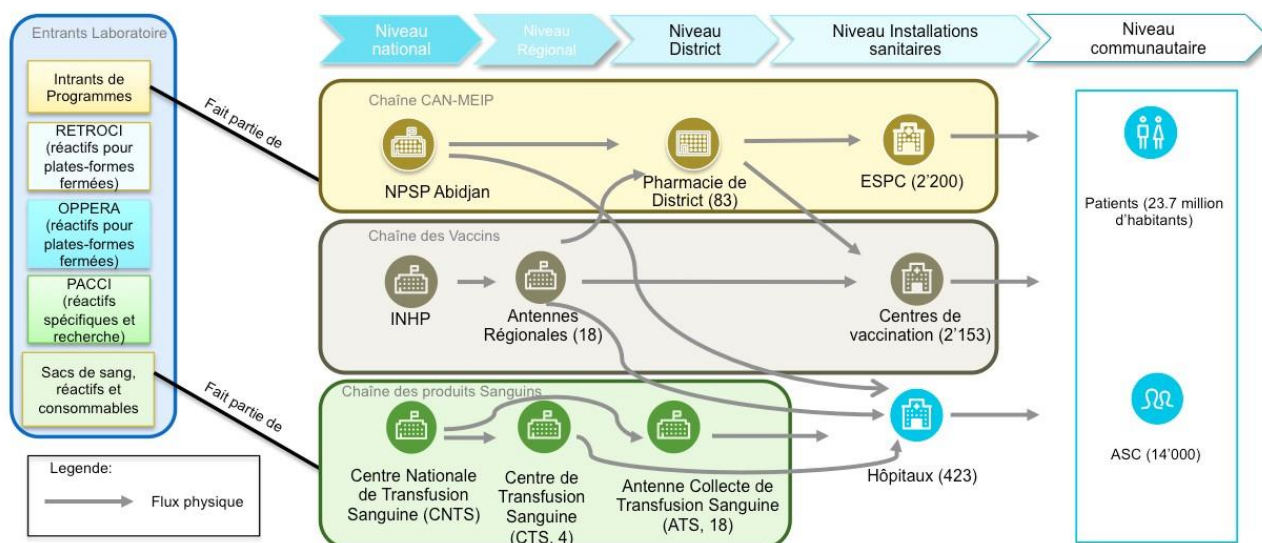 Entrants Laboratoire
Intrants de
Programmes
RETROCI
(réactifs pour
plates-formes
fermées)
OPPERA
(réactifs pour
plates-formes
fermées)
PACCI
(réactifs
spécifiques et
recherche)
Sacs de sang,
réactifs et
consommables
Legende:
Flux physique
Fait partie de
Fait partie de
Niveau
national
Niveau
Régional
Niveau
District
Niveau Installations
sanitaires
Niveau
communautaire
Chaîne CAN-MEIP
NPSP Abidjan
Pharmacie de
District (83)
ESPC (2'200)
Chaîne des Vaccins
INHP
Antennes
Régionales (18)
Centres de
vaccination (2'153)
Chaîne des produits Sanguins
Centre Nationale
de Transfusion
Sanguine (CNTS)
Centre de
Transfusion
Sanguine
(CTS, 4)
Antenne Collecte de
Transfusion Sanguine
(ATS, 18)
Hôpitaux (423)
Patients (23.7 million
d'habitants)
ASC (14'000)